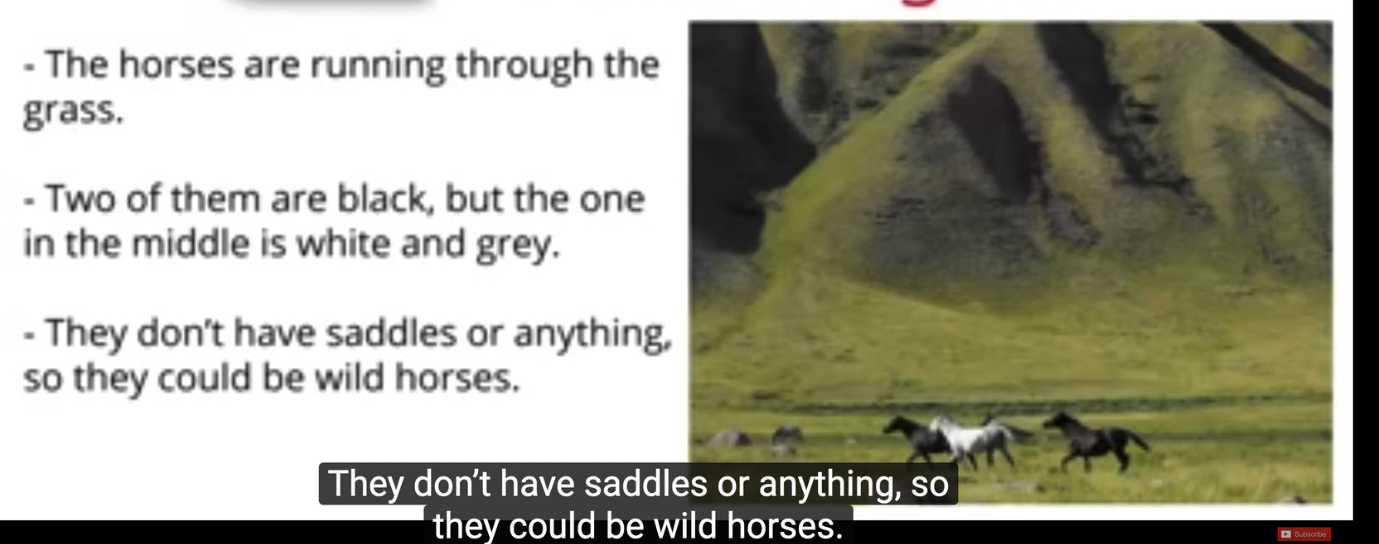 - The horses are running through the
grass.
- Two of them are black, but the one
in the middle is white and grey.
- They don't have saddles or anything,
so they could be wild horses.
They don't have saddles or anything, so
they could be wild horses.
Subscribe